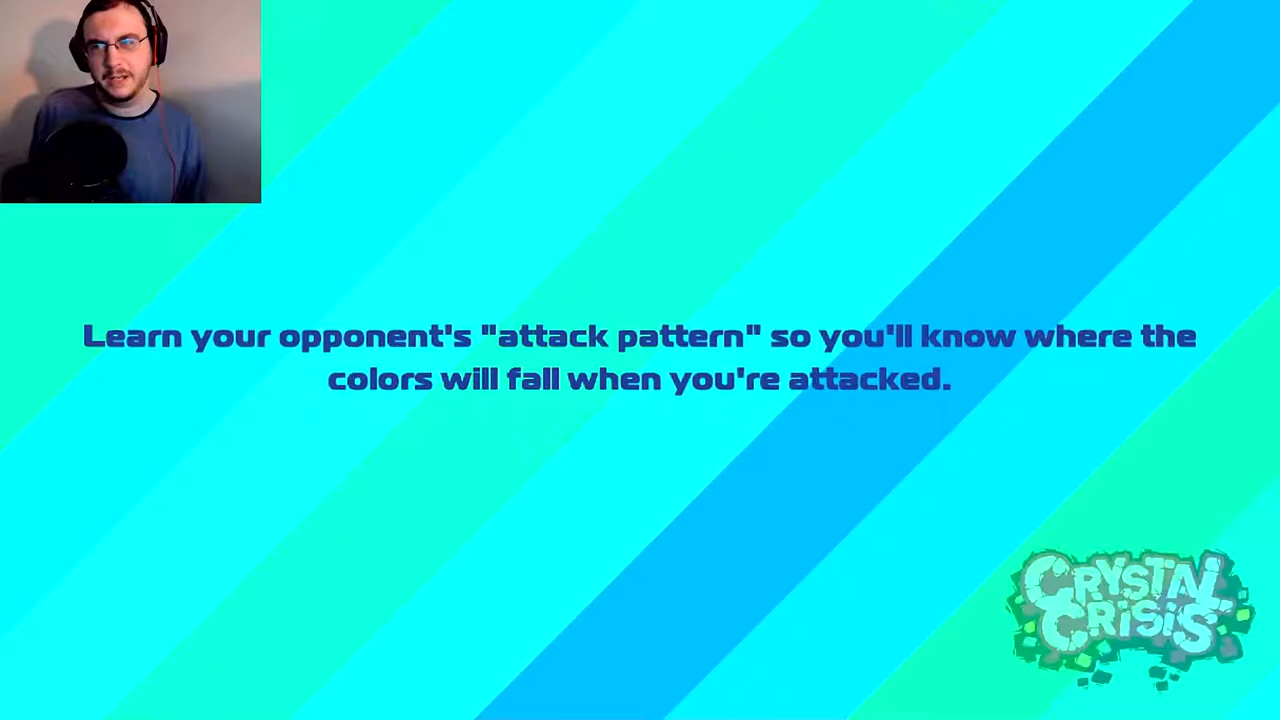 Learn your opponent's "attack pattern" so you'll know where the
colors will fall when you're attacked.
CRYSTAL
CRISIS